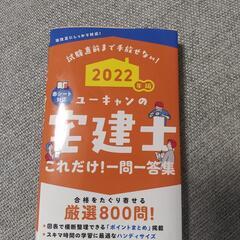 試験直前まで手放せない!
2022年版
赤シート対応
ユーキャンの
宅建士
これだけ!一問一答集
合格をたぐり寄せる
厳選800問!
・図表で横断整理できる「ポイントまとめ」掲載
・スキマ時間の学習に最適なハンディサイズ